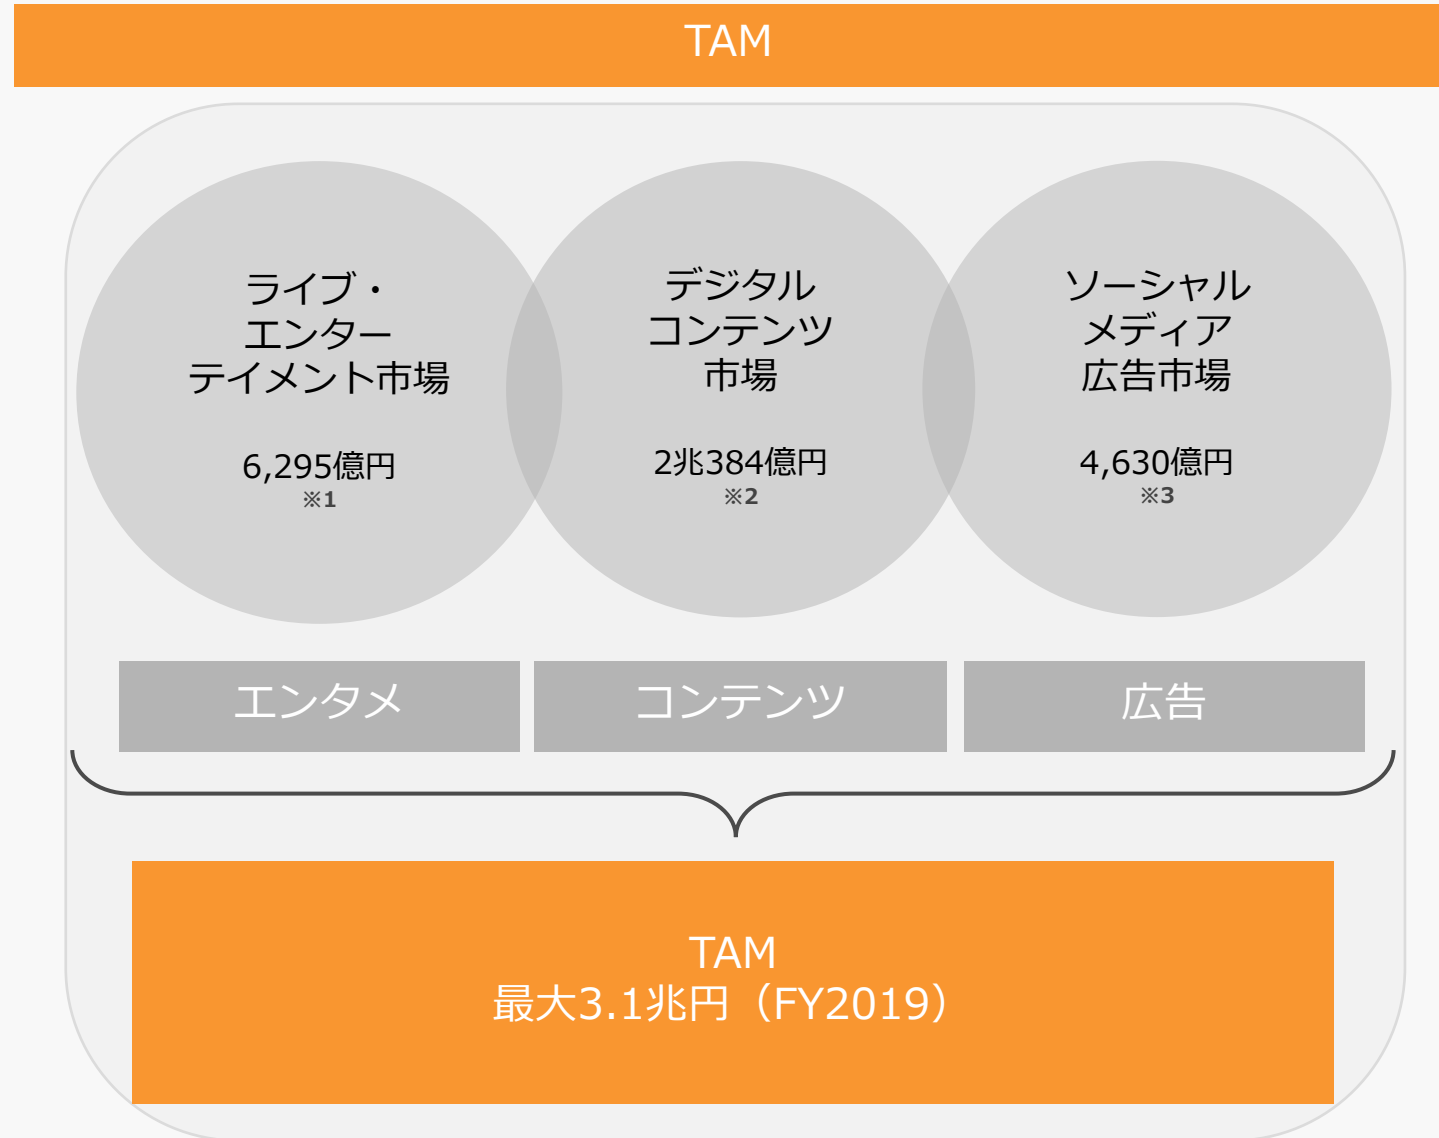 TAM
ライブ・
エンター
テイメント市場
6,295億円
※1
デジタル
コンテンツ
市場
2兆384億円
※2
ソーシャル
メディア
広告市場
4,630億円
※3
エンタメ
コンテンツ
広告
TAM
最大3.1兆円（FY2019）